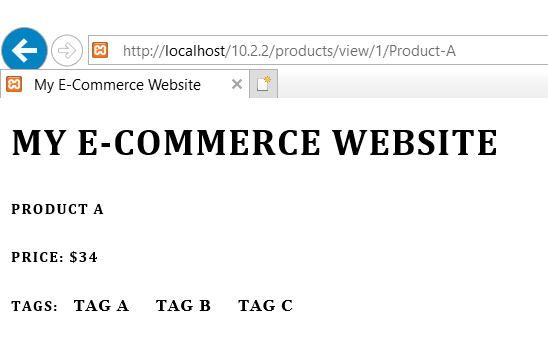 http://localhost/10.2.2/products/view/1/Product-A
My E-Commerce Website
MY E-COMMERCE WEBSITE
PRODUCT A
PRICE: $34
TAGS: TAG A TAG B TAG C